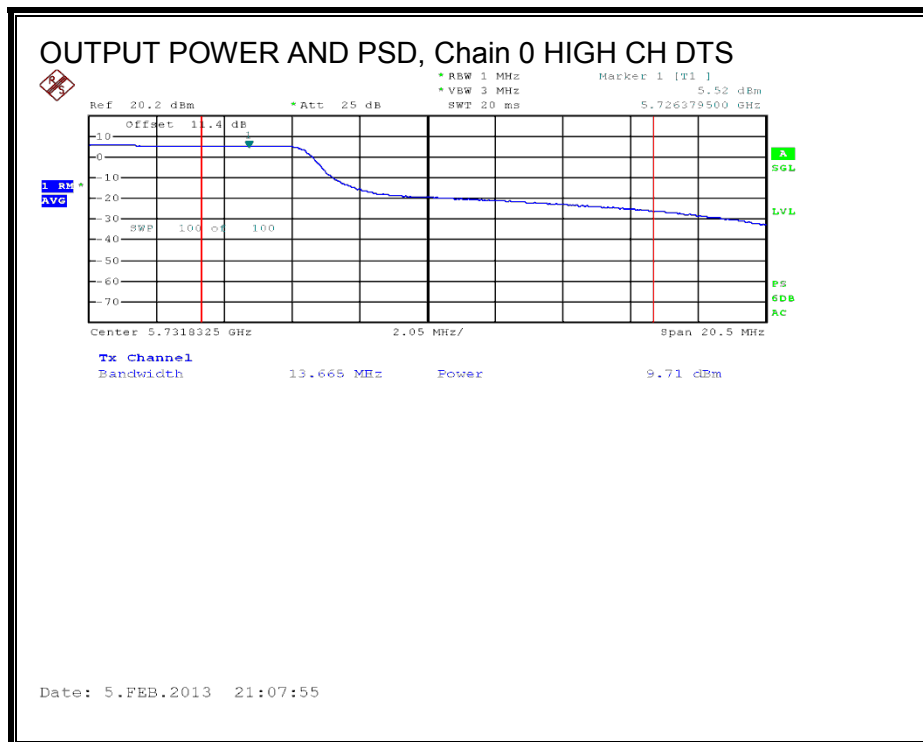 OUTPUT POWER AND PSD, Chain 0 HIGH CH DTS
R S
* RBW 1 MHz Marker 1 [T1 ]
* VBW 3 MHz 5.52 dBm
Ref 20.2 dBm * Att 25 dB SWT 20 ms 5.726379500 GHz
Offset 11.4 dB
1
10
0
-10
-20
-30
-40
-50
-60
-70
1 RM *
AVG
SWP 100 of 100
A
SGL
LVL
PS
6DB
AC
Center 5.7318325 GHz 2.05 MHz/ Span 20.5 MHz
Tx Channel
Bandwidth 13.665 MHz Power 9.71 dBm
Date: 5.FEB.2013 21:07:55